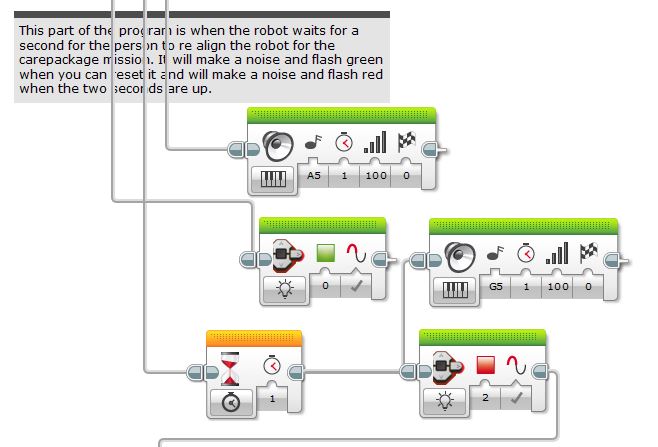 This part of the program is when the robot waits for a
second for the person to re align the robot for the
carepackage mission. It will make a noise and flash green
when you can reset it and will make a noise and flash red
when the two seconds are up.
A5 1 100 0
0
G5 1 100 0
1
2